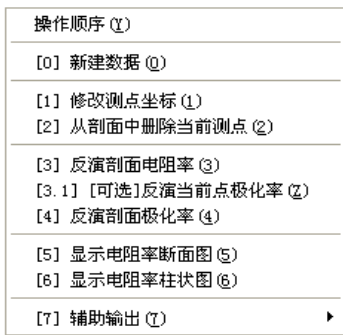 操作顺序(Y)
[0] 新建数据(0)
[1] 修改测点坐标(1)
[2] 从剖面中删除当前测点(2)
[3] 反演剖面电阻率(3)
[3.1] [可选]反演当前点极化率(Z)
[4] 反演剖面极化率(4)
[5] 显示电阻率断面图(5)
[6] 显示电阻率柱状图(6)
[7] 辅助输出(7)